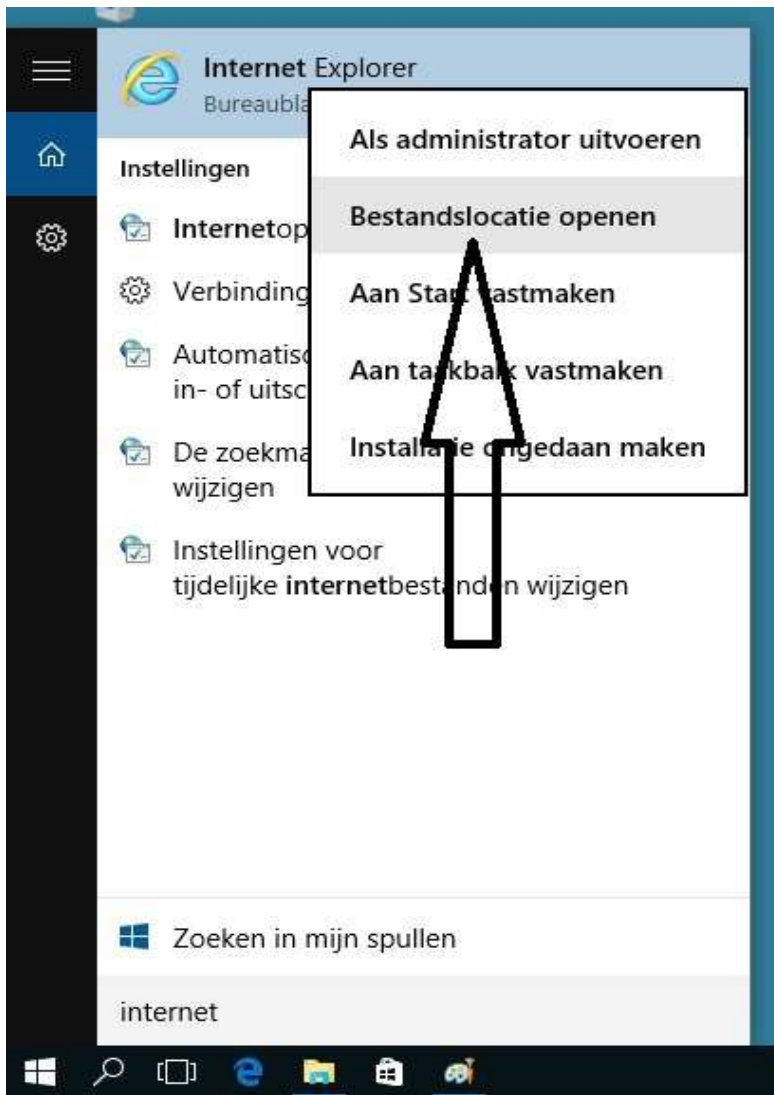 Internet Explorer
Bureaubla
Als administrator uitvoeren
Bestandslocatie openen
Aan Start vastmaken
Aan taakbalk vastmaken
Installatie ongedaan maken
Instellingen
Internetop
Verbinding
Automatisc
in- of uitsc
De zoekma
wijzigen
Instellingen voor
tijdelijke internetbestanden wijzigen
Zoeken in mijn spullen
internet